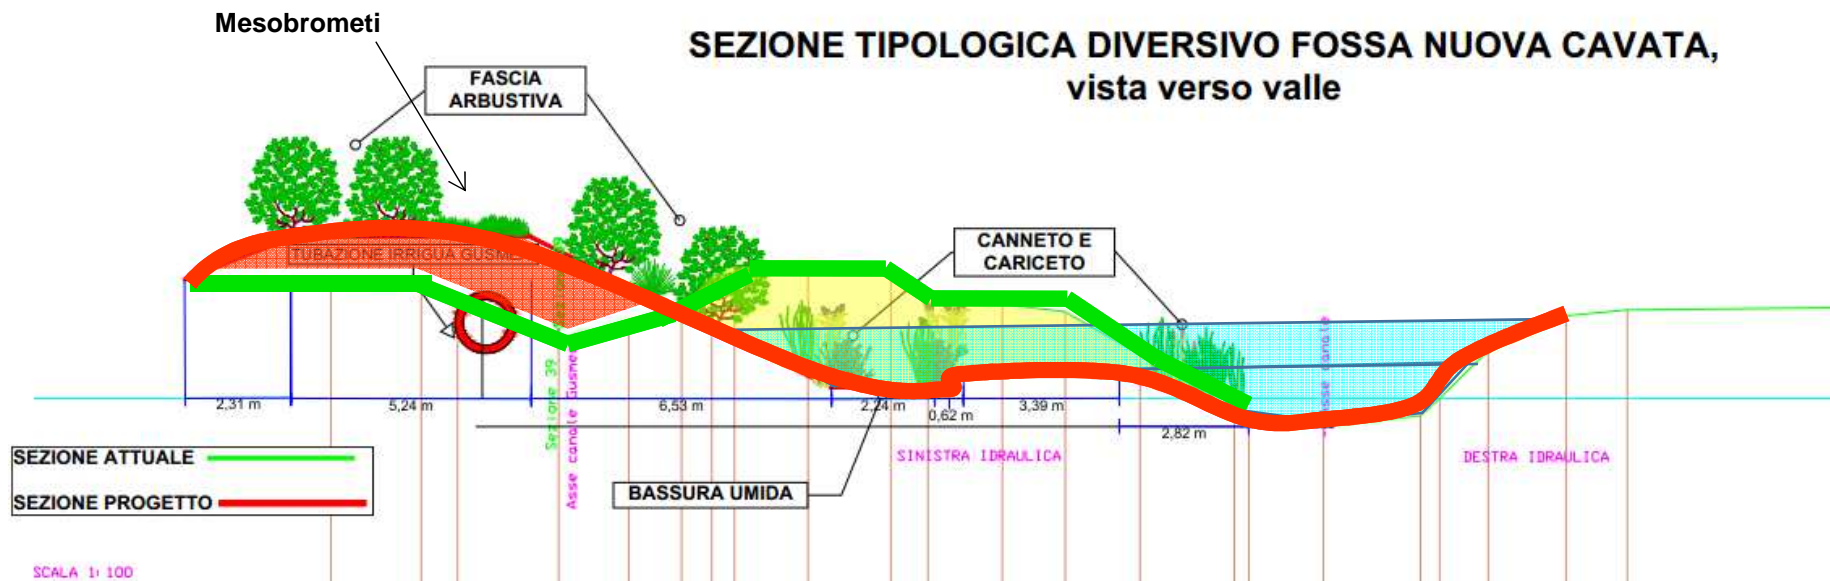 Mesobrometi
SEZIONE TIPOLOGICA DIVERSIVO FOSSA NUOVA CAVATA,
vista verso valle
FASCIA
ARBUSTIVA
CANNETO E
CARICETO
TUBAZIONE IRRIGUA
Sezione 39
Asse canale
asse canale
2,31 m
5,24 m
6,53 m
2,24 m
0,62 m
3,39 m
2,82 m
SINISTRA IDRAULICA
DESTRA IDRAULICA
BASSURA UMIDA
SEZIONE ATTUALE
SEZIONE PROGETTO
SCALA 1: 100